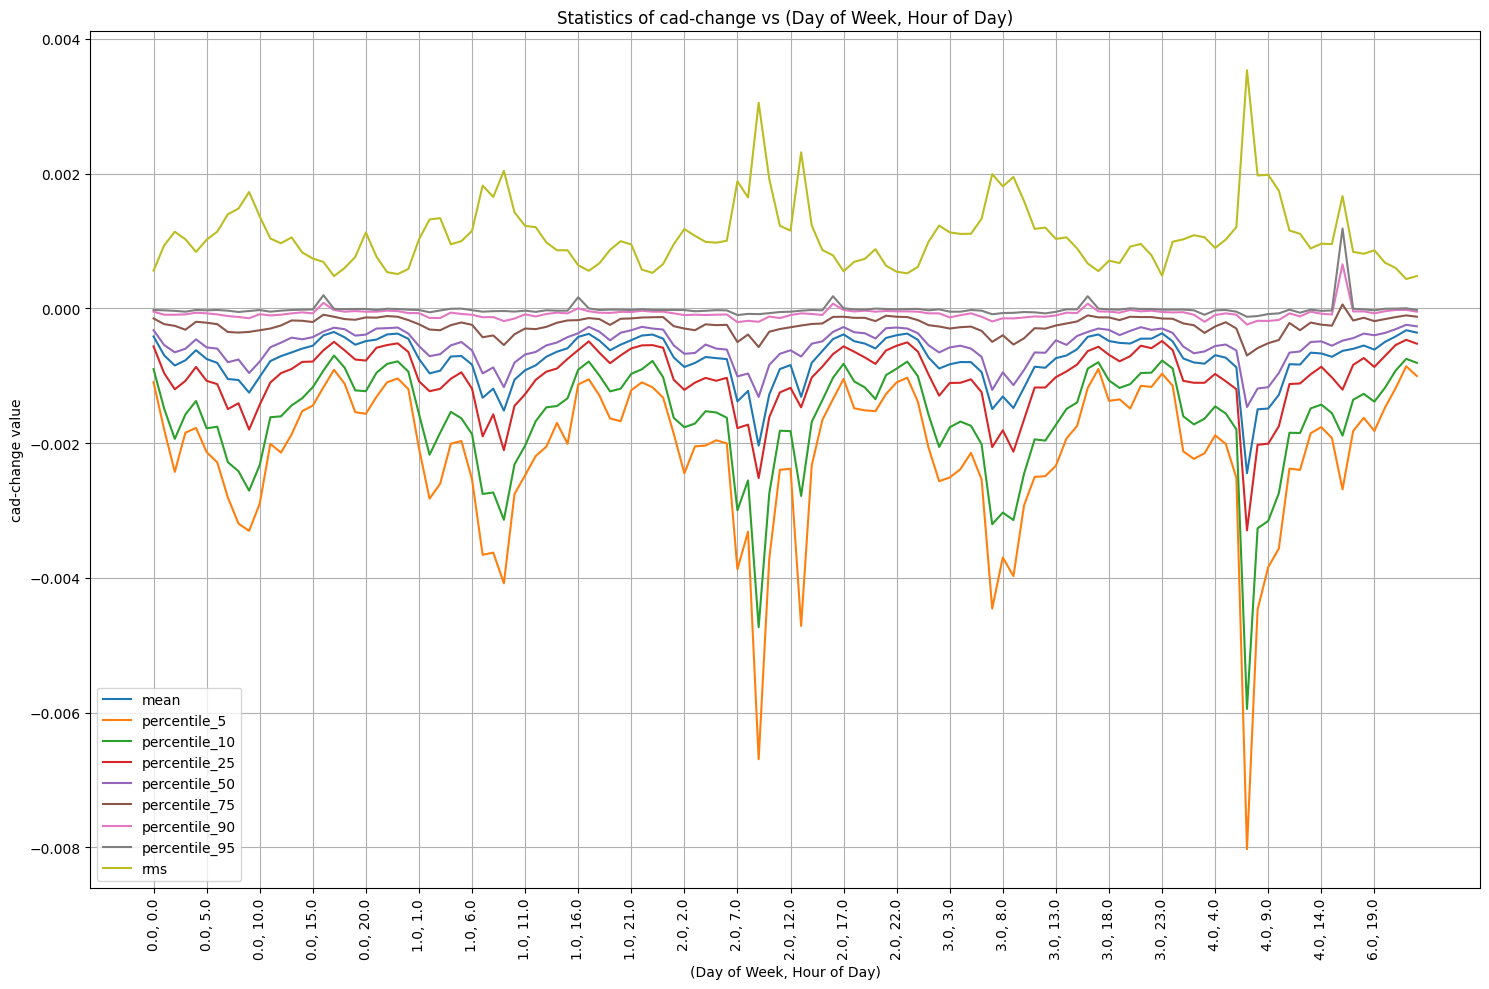 Statistics of cad-change vs (Day of Week, Hour of Day)
0.004
0.002
0.000
−0.002
−0.004
−0.006
−0.008
cad-change value
mean
percentile_5
percentile_10
percentile_25
percentile_50
percentile_75
percentile_90
percentile_95
rms
0.0, 0.0
0.0, 5.0
0.0, 10.0
0.0, 15.0
0.0, 20.0
1.0, 1.0
1.0, 6.0
1.0, 11.0
1.0, 16.0
1.0, 21.0
2.0, 2.0
2.0, 7.0
2.0, 12.0
2.0, 17.0
2.0, 22.0
3.0, 3.0
3.0, 8.0
3.0, 13.0
3.0, 18.0
3.0, 23.0
4.0, 4.0
4.0, 9.0
4.0, 14.0
6.0, 19.0
(Day of Week, Hour of Day)